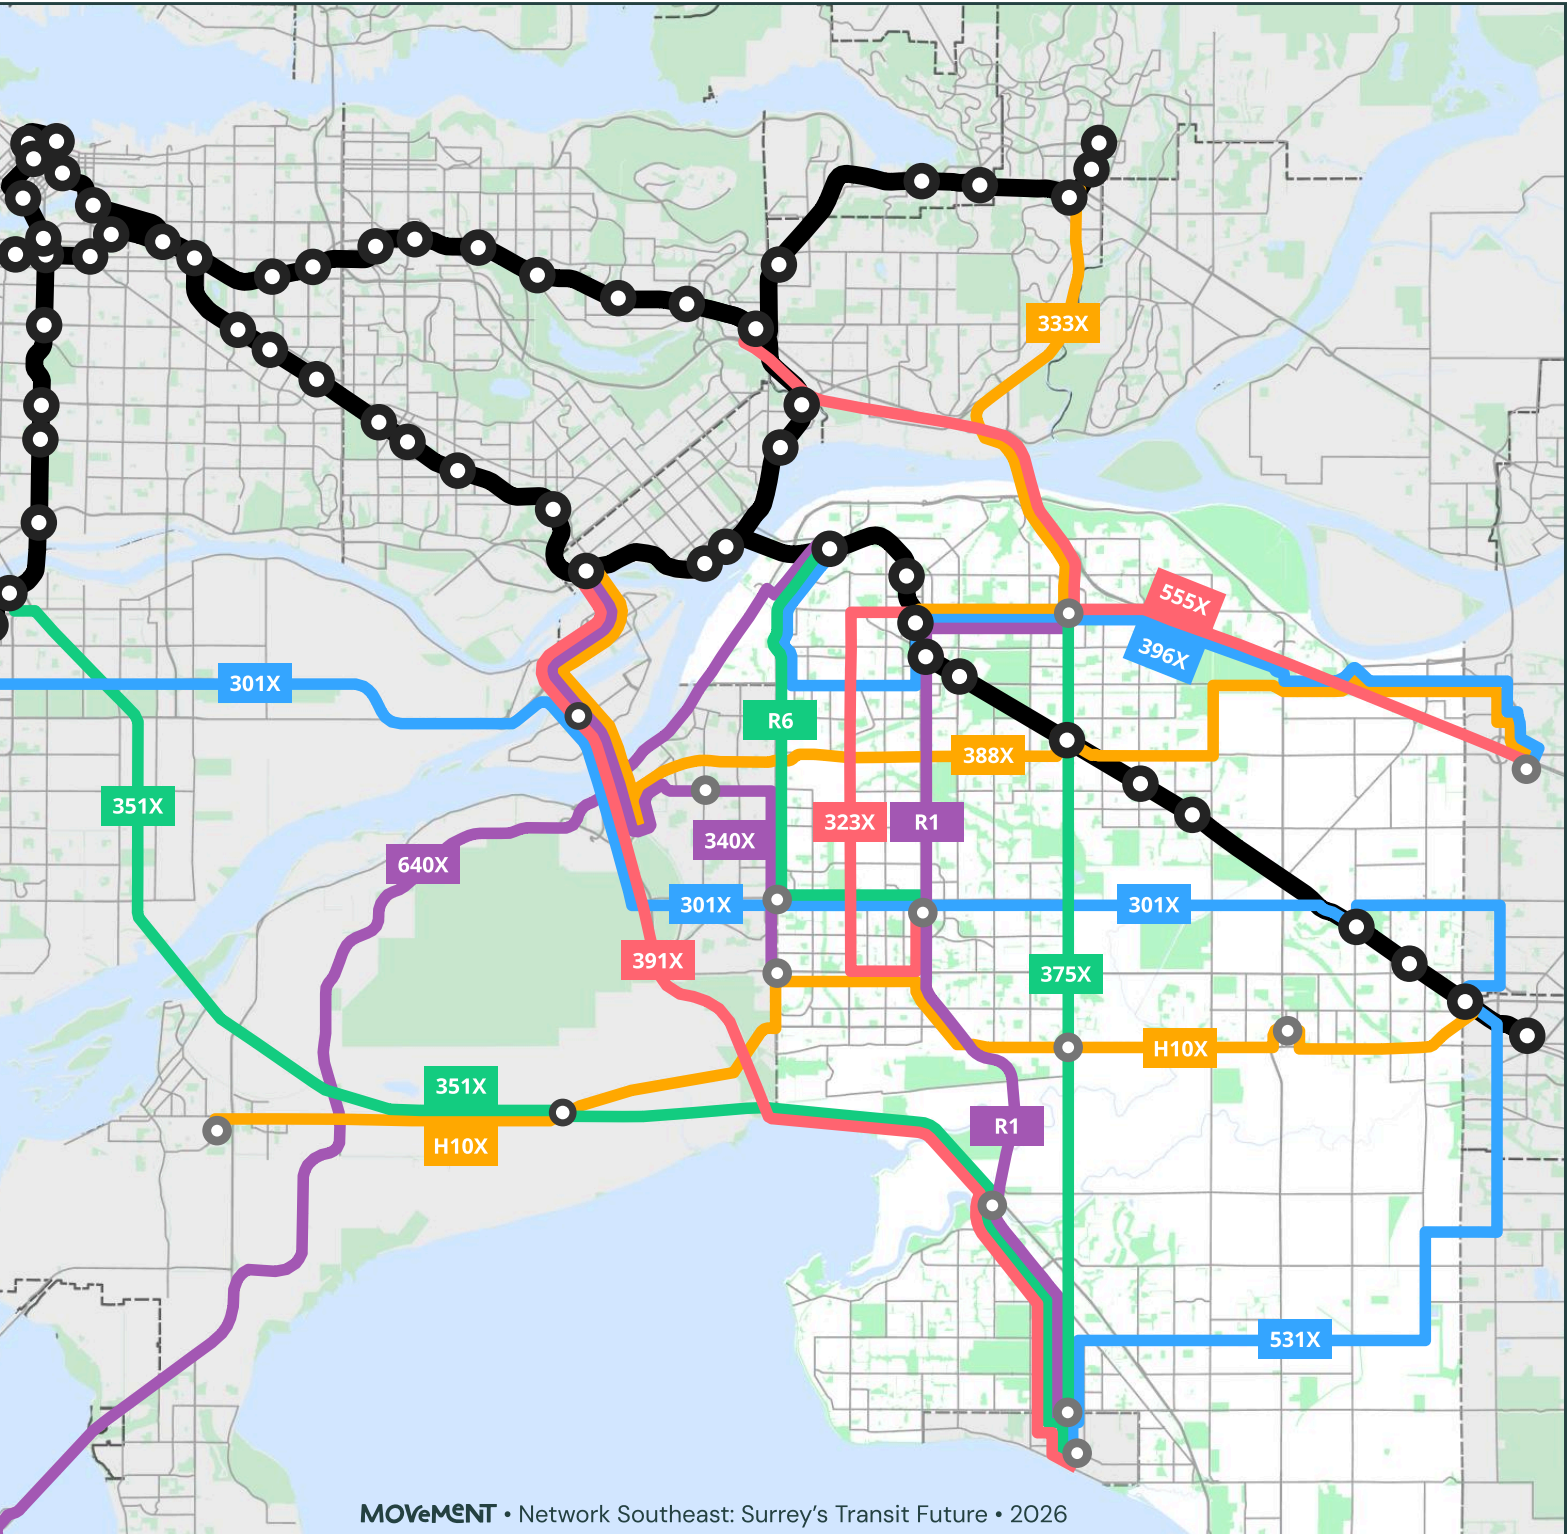 333X
555X
396X
301X
R6
388X
351X
323X
R1
340X
640X
301X
301X
391X
375X
H10X
351X
R1
H10X
531X
MOVEMENT • Network Southeast: Surrey’s Transit Future • 2026